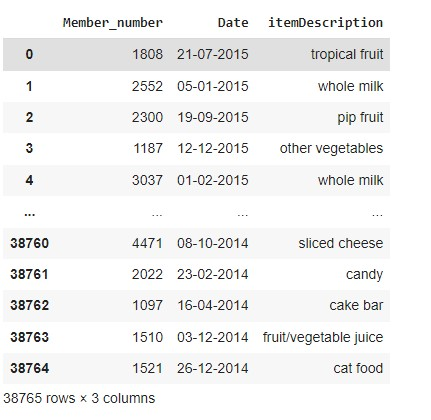 Member_number Date itemDescription
0 1808 21-07-2015 tropical fruit
1 2552 05-01-2015 whole milk
2 2300 19-09-2015 pip fruit
3 1187 12-12-2015 other vegetables
4 3037 01-02-2015 whole milk
... ... ... ...
38760 4471 08-10-2014 sliced cheese
38761 2022 23-02-2014 candy
38762 1097 16-04-2014 cake bar
38763 1510 03-12-2014 fruit/vegetable juice
38764 1521 26-12-2014 cat food
38765 rows × 3 columns